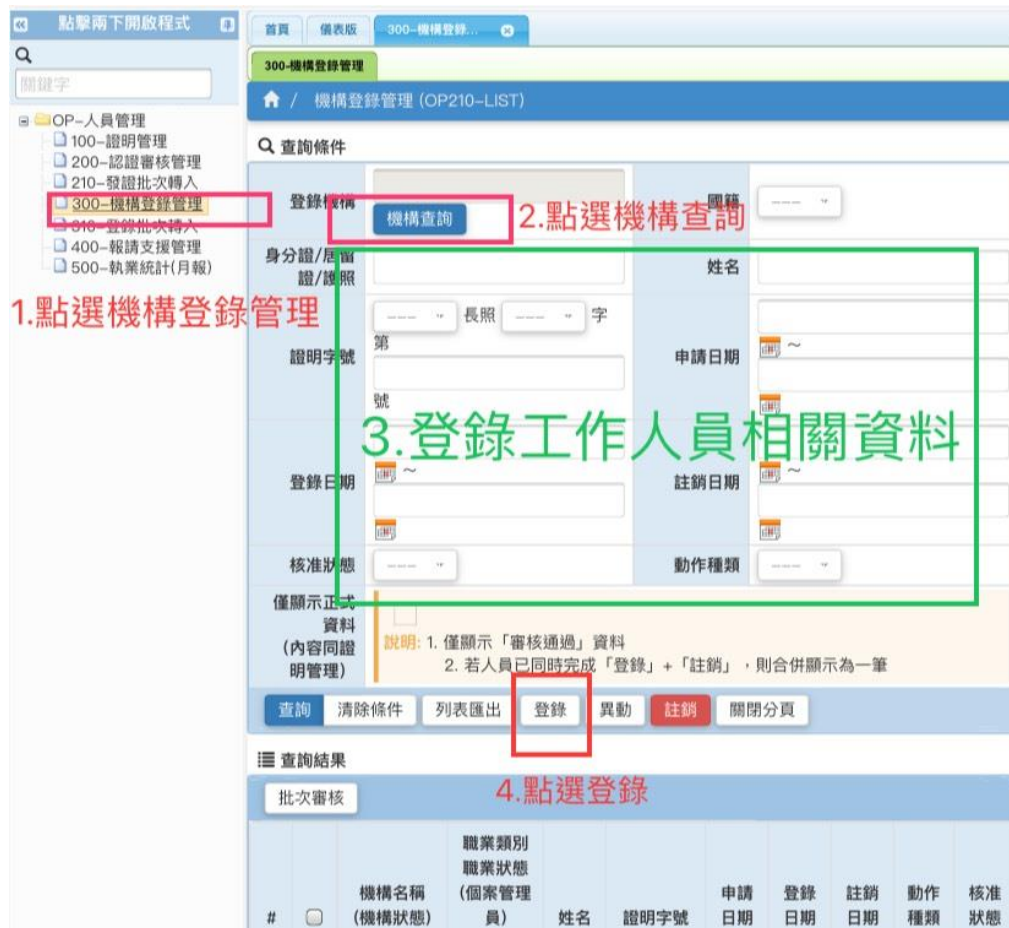 點擊兩下開啟程式
首頁 儀表版 300-機構登錄...
關鍵字
300-機構登錄管理
/ 機構登錄管理 (OP210-LIST)
OP-人員管理
100-證明管理
200-認證審核管理
210-發證批次轉入
300-機構登錄管理
310-登錄批次轉入
400-報請支援管理
500-執業統計(月報)
1.點選機構登錄管理
查詢條件
登錄機構
機構查詢
2.點選機構查詢
國籍 ---
身分證/居留
證/護照
姓名
證明字號
--- 長照 --- 字
第
號
申請日期
~
3.登錄工作人員相關資料
登錄日期
~
註銷日期
~
核准狀態 ---
動作種類 ---
僅顯示正式
資料
(內容同證
明管理)
說明: 1. 僅顯示「審核通過」資料
2. 若人員已同時完成「登錄」+「註銷」,則合併顯示為一筆
查詢 清除條件 列表匯出 登錄 異動 註銷 關閉分頁
4.點選登錄
查詢結果
批次審核
#
機構名稱
(機構狀態)
職業類別
職業狀態
(個案管理
員)
姓名
證明字號
申請
日期
登錄
日期
註銷
日期
動作
種類
核准
狀態